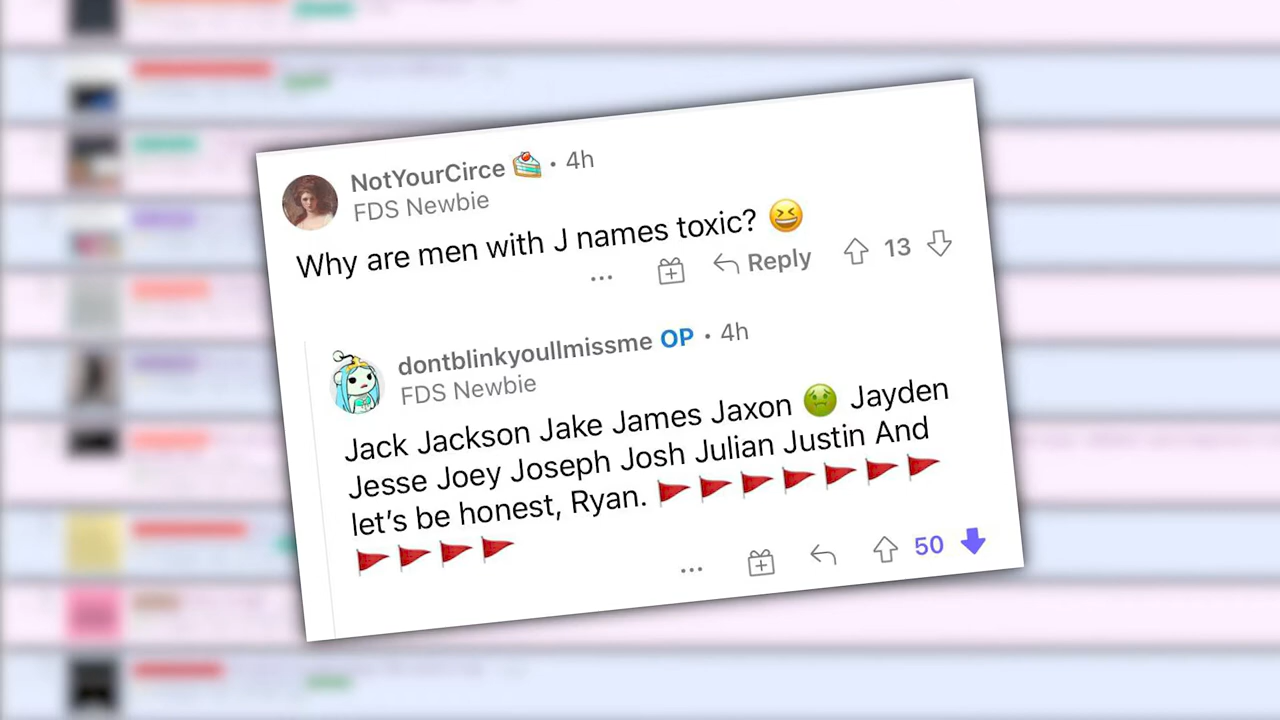 NotYourCirce 🍰 · 4h
FDS Newbie
Why are men with J names toxic? 😆
... Reply 13
dontblinkyoullmissme OP · 4h
FDS Newbie
Jack Jackson Jake James Jaxon 🤢 Jayden
Jesse Joey Joseph Josh Julian Justin And
let's be honest, Ryan. 🚩🚩🚩🚩🚩🚩🚩
🚩🚩🚩🚩
... 50